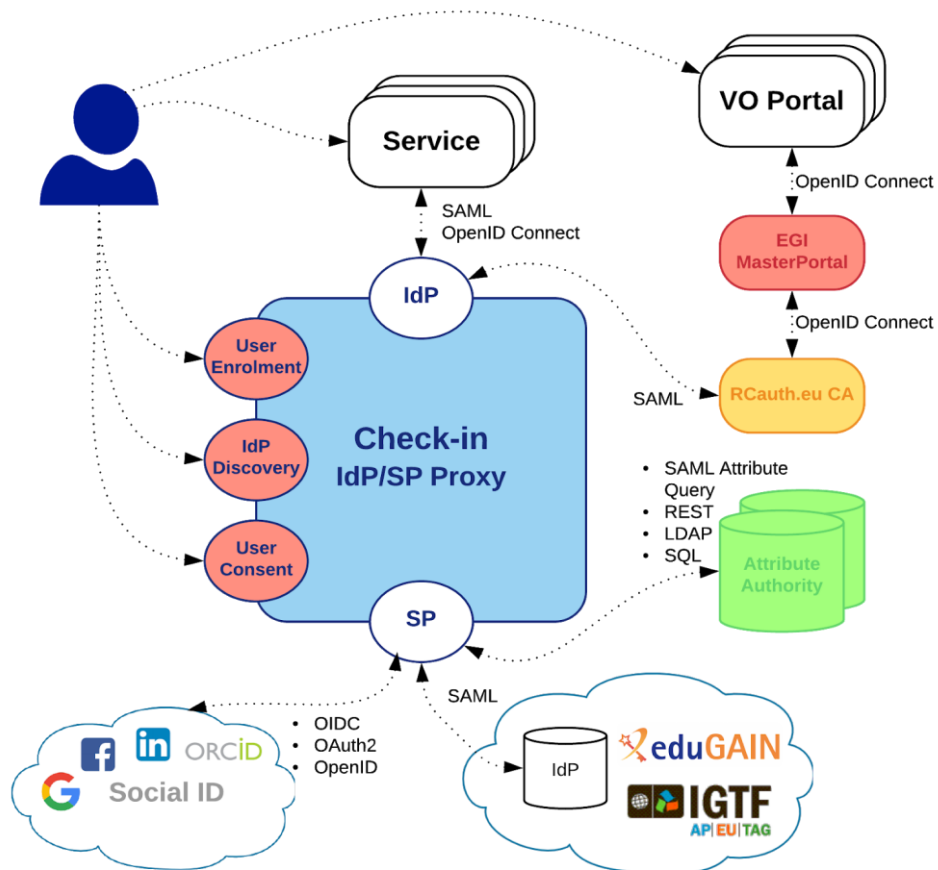 VO Portal
Service
OpenID Connect
SAML
OpenID Connect
EGI
MasterPortal
IdP
OpenID Connect
User
Enrolment
RCauth.eu CA
SAML
Check-in
IdP/SP Proxy
IdP
Discovery
• SAML Attribute
Query
• REST
• LDAP
• SQL
User
Consent
Attribute
Authority
SP
SAML
• OIDC
• OAuth2
• OpenID
f
in
ORCiD
G
Social ID
IdP
eduGAIN
IGTF
AP|EU|TAG